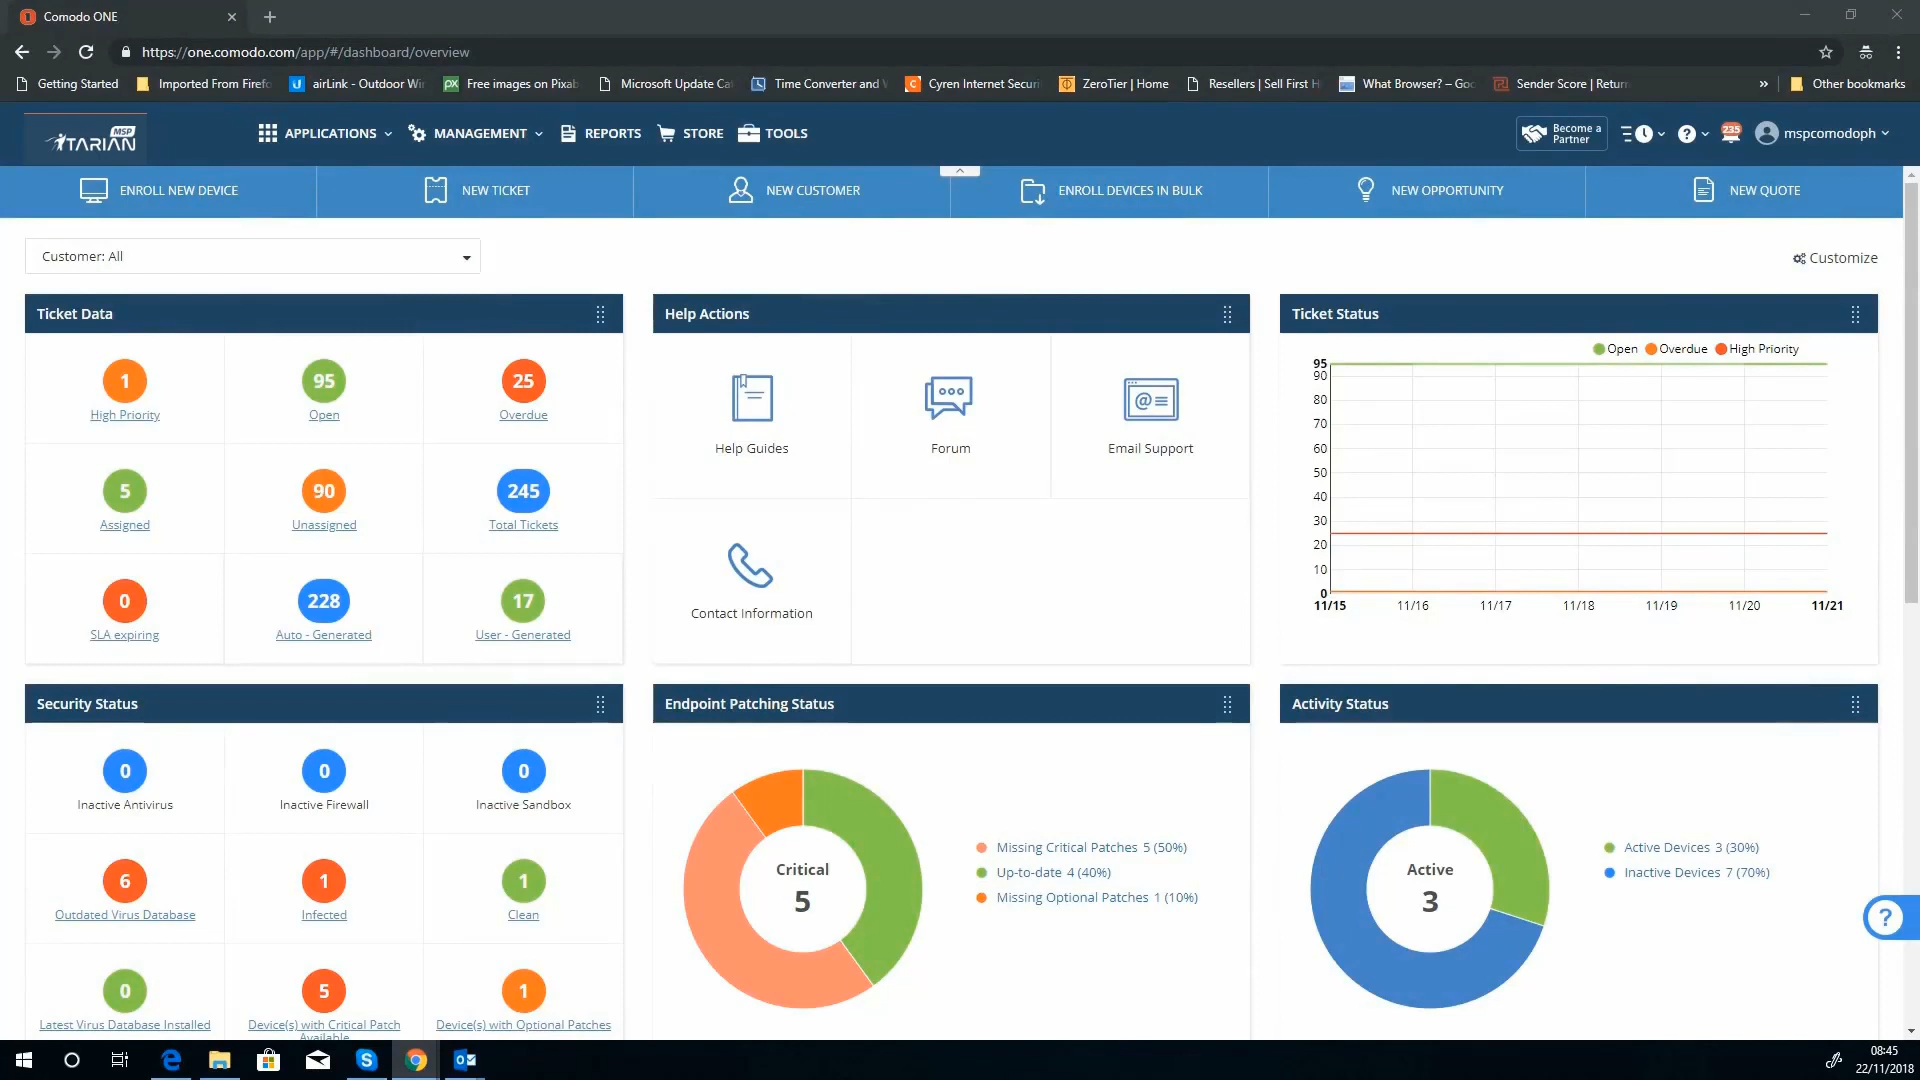 Comodo ONE
https://one.comodo.com/app/#/dashboard/overview
Getting Started
Imported From Firefo
airLink - Outdoor Wir
Free images on Pixab
Microsoft Update Cat
Time Converter and W
Cyren Internet Securi
ZeroTier | Home
Resellers | Sell First H
What Browser? – Goo
Sender Score | Return
»
Other bookmarks
ITARIAN MSP
APPLICATIONS
MANAGEMENT
REPORTS
STORE
TOOLS
Become a
Partner
?
235
mspcomodoph
ENROLL NEW DEVICE
NEW TICKET
NEW CUSTOMER
ENROLL DEVICES IN BULK
NEW OPPORTUNITY
NEW QUOTE
Customer: All
Customize
Ticket Data
1
High Priority
95
Open
25
Overdue
5
Assigned
90
Unassigned
245
Total Tickets
0
SLA expiring
228
Auto - Generated
17
User - Generated
Help Actions
Help Guides
Forum
Email Support
Contact Information
Ticket Status
Open Overdue High Priority
95
90
80
70
60
50
40
30
20
10
0
11/15 11/16 11/17 11/18 11/19 11/20 11/21
Security Status
0
Inactive Antivirus
0
Inactive Firewall
0
Inactive Sandbox
6
Outdated Virus Database
1
Infected
1
Clean
0
Latest Virus Database Installed
5
Device(s) with Critical Patch
Available
1
Device(s) with Optional Patches
Endpoint Patching Status
Critical
5
Missing Critical Patches 5 (50%)
Up-to-date 4 (40%)
Missing Optional Patches 1 (10%)
Activity Status
Active
3
Active Devices 3 (30%)
Inactive Devices 7 (70%)
?
08:45
22/11/2018